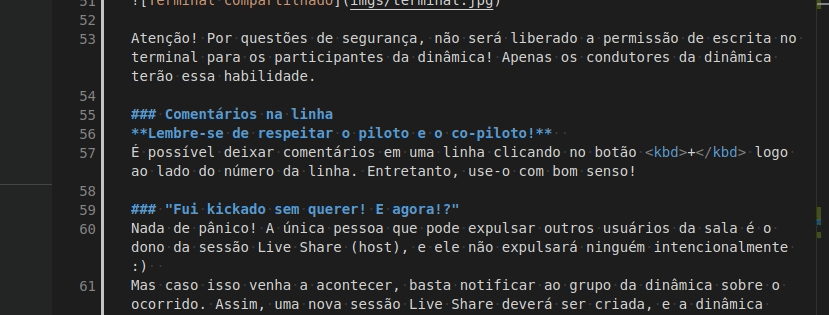 51 ![Terminal compartilhado](imgs/terminal.jpg)
52
53 Atenção! Por questões de segurança, não será liberado a permissão de escrita no
terminal para os participantes da dinâmica! Apenas os condutores da dinâmica
terão essa habilidade.
54
55 ### Comentários na linha
56 **Lembre-se de respeitar o piloto e o co-piloto!**
57 É possível deixar comentários em uma linha clicando no botão <kbd>+</kbd> logo
ao lado do número da linha. Entretanto, use-o com bom senso!
58
59 ### "Fui kickado sem querer! E agora!?"
60 Nada de pânico! A única pessoa que pode expulsar outros usuários da sala é o
dono da sessão Live Share (host), e ele não expulsará ninguém intencionalmente
:)
61 Mas caso isso venha a acontecer, basta notificar ao grupo da dinâmica sobre o
ocorrido. Assim, uma nova sessão Live Share deverá ser criada, e a dinâmica